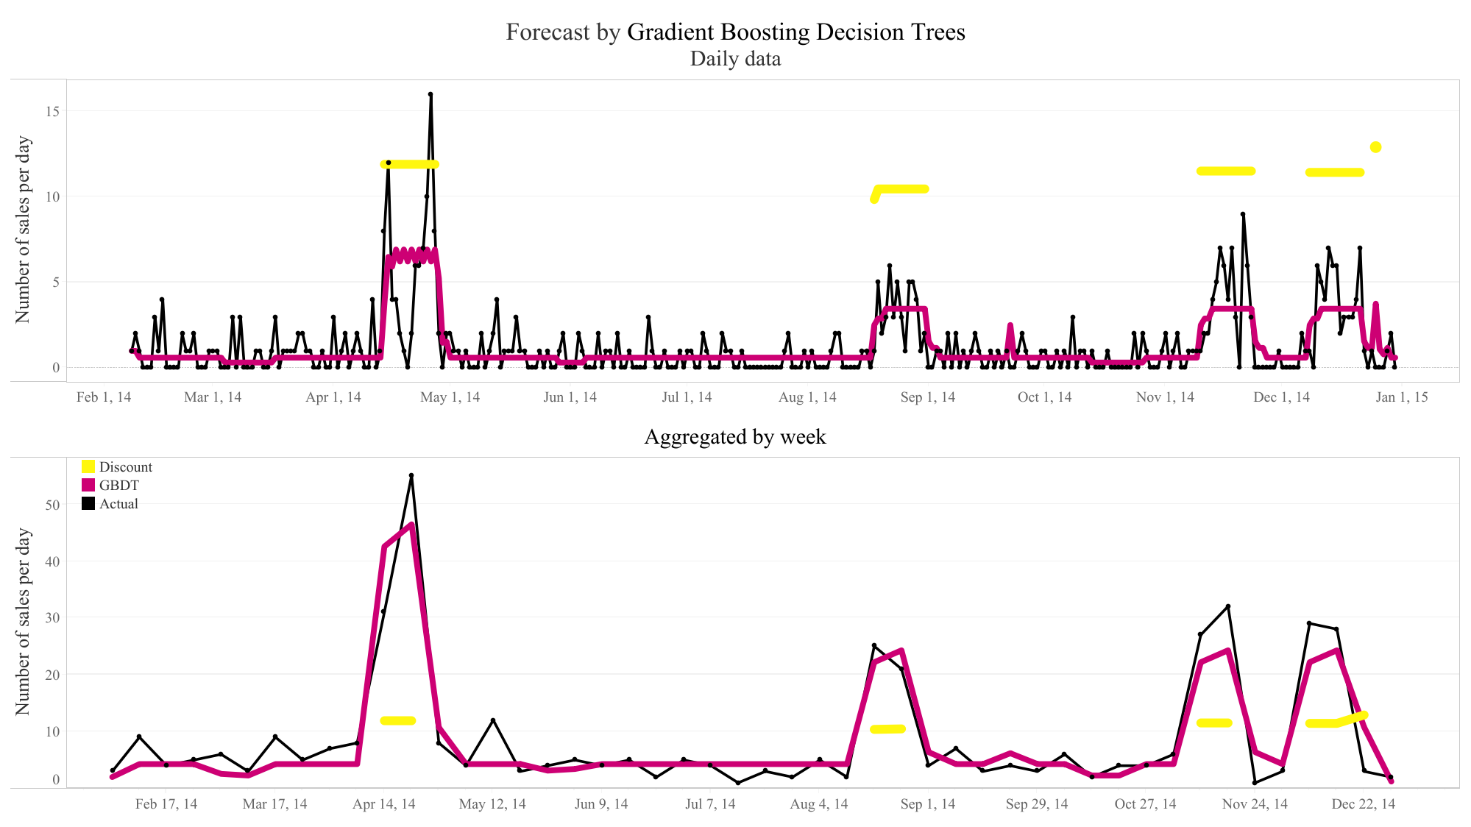 Forecast by Gradient Boosting Decision Trees
Daily data
Number of sales per day
15
10
5
0
Feb 1, 14 Mar 1, 14 Apr 1, 14 May 1, 14 Jun 1, 14 Jul 1, 14 Aug 1, 14 Sep 1, 14 Oct 1, 14 Nov 1, 14 Dec 1, 14 Jan 1, 15
Aggregated by week
Discount
GBDT
Actual
Number of sales per day
50
40
30
20
10
0
Feb 17, 14 Mar 17, 14 Apr 14, 14 May 12, 14 Jun 9, 14 Jul 7, 14 Aug 4, 14 Sep 1, 14 Sep 29, 14 Oct 27, 14 Nov 24, 14 Dec 22, 14